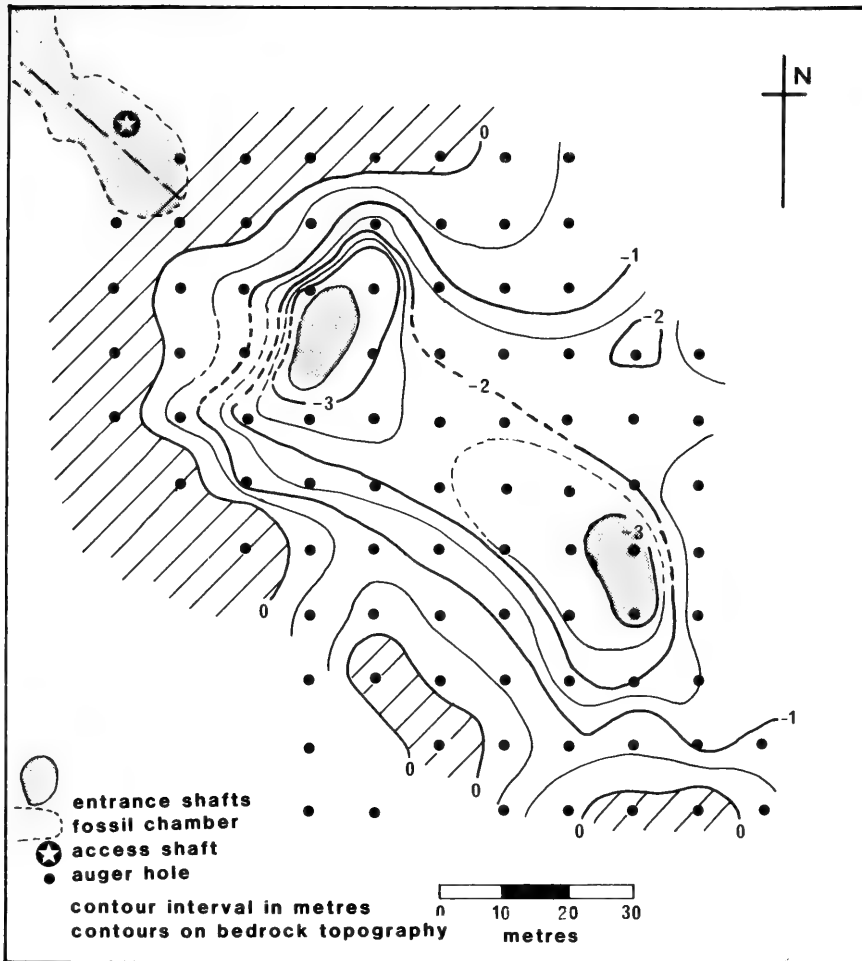 N
0
-1
-2
-2
-3
-3
0
-1
0
0
0
0
entrance shafts
fossil chamber
access shaft
auger hole
contour interval in metres
contours on bedrock topography
0 10 20 30
metres